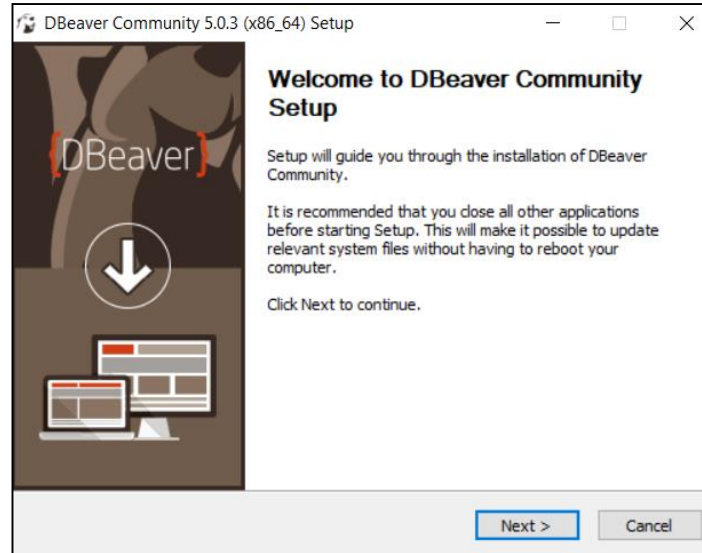 DBeaver Community 5.0.3 (x86_64) Setup
{DBeaver}
Welcome to DBeaver Community
Setup
Setup will guide you through the installation of DBeaver
Community.
It is recommended that you close all other applications
before starting Setup. This will make it possible to update
relevant system files without having to reboot your
computer.
Click Next to continue.
Next >
Cancel